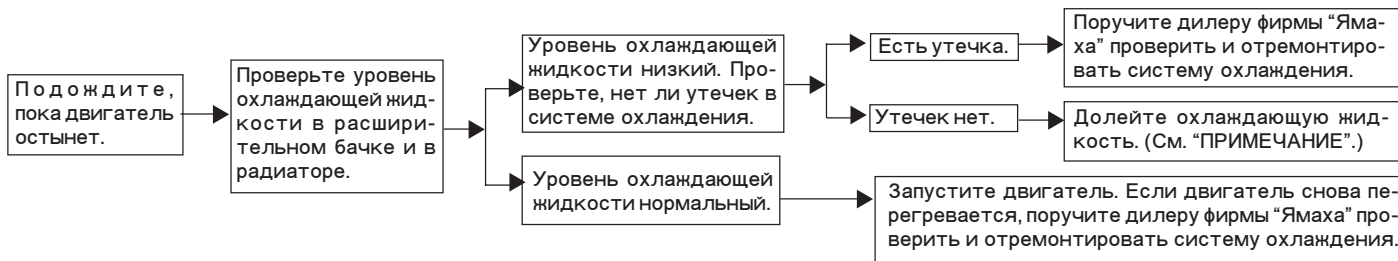 Подождите,
пока двигатель
остынет.
Проверьте уровень
охлаждающей жид-
кости в расшири-
тельном бачке и в
радиаторе.
Уровень охлаждающей
жидкости низкий. Про-
верьте, нет ли утечек в
системе охлаждения.
Есть утечка.
Поручите дилеру фирмы “Яма-
ха” проверить и отремонтиро-
вать систему охлаждения.
Утечек нет.
Долейте охлаждающую жид-
кость. (См. “ПРИМЕЧАНИЕ”.)
Уровень охлаждающей
жидкости нормальный.
Запустите двигатель. Если двигатель снова пе-
регревается, поручите дилеру фирмы “Ямаха” про-
верить и отремонтировать систему охлаждения.